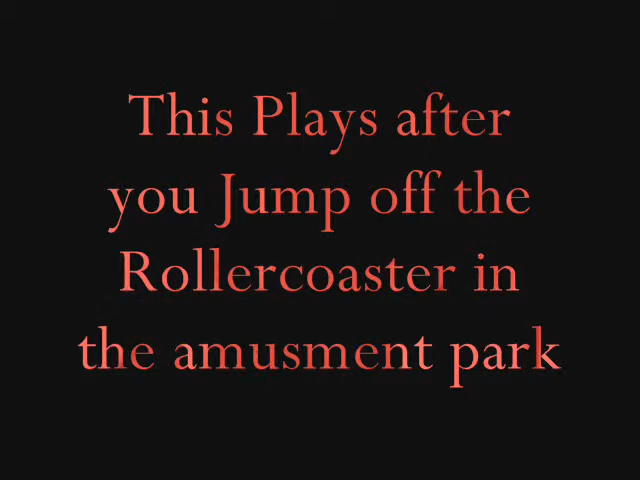 This Plays after
you Jump off the
Rollercoaster in
the amusment park